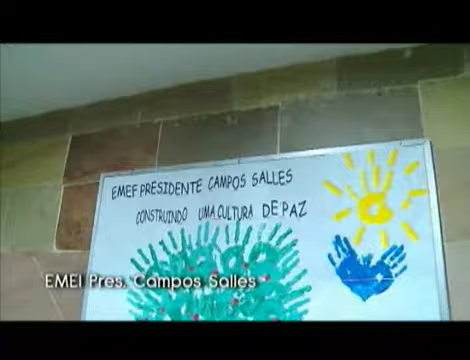 EMEF PRESIDENTE CAMPOS SALLES
CONSTRUINDO UMA CULTURA DE PAZ
EMEI Pres. Campos Salles